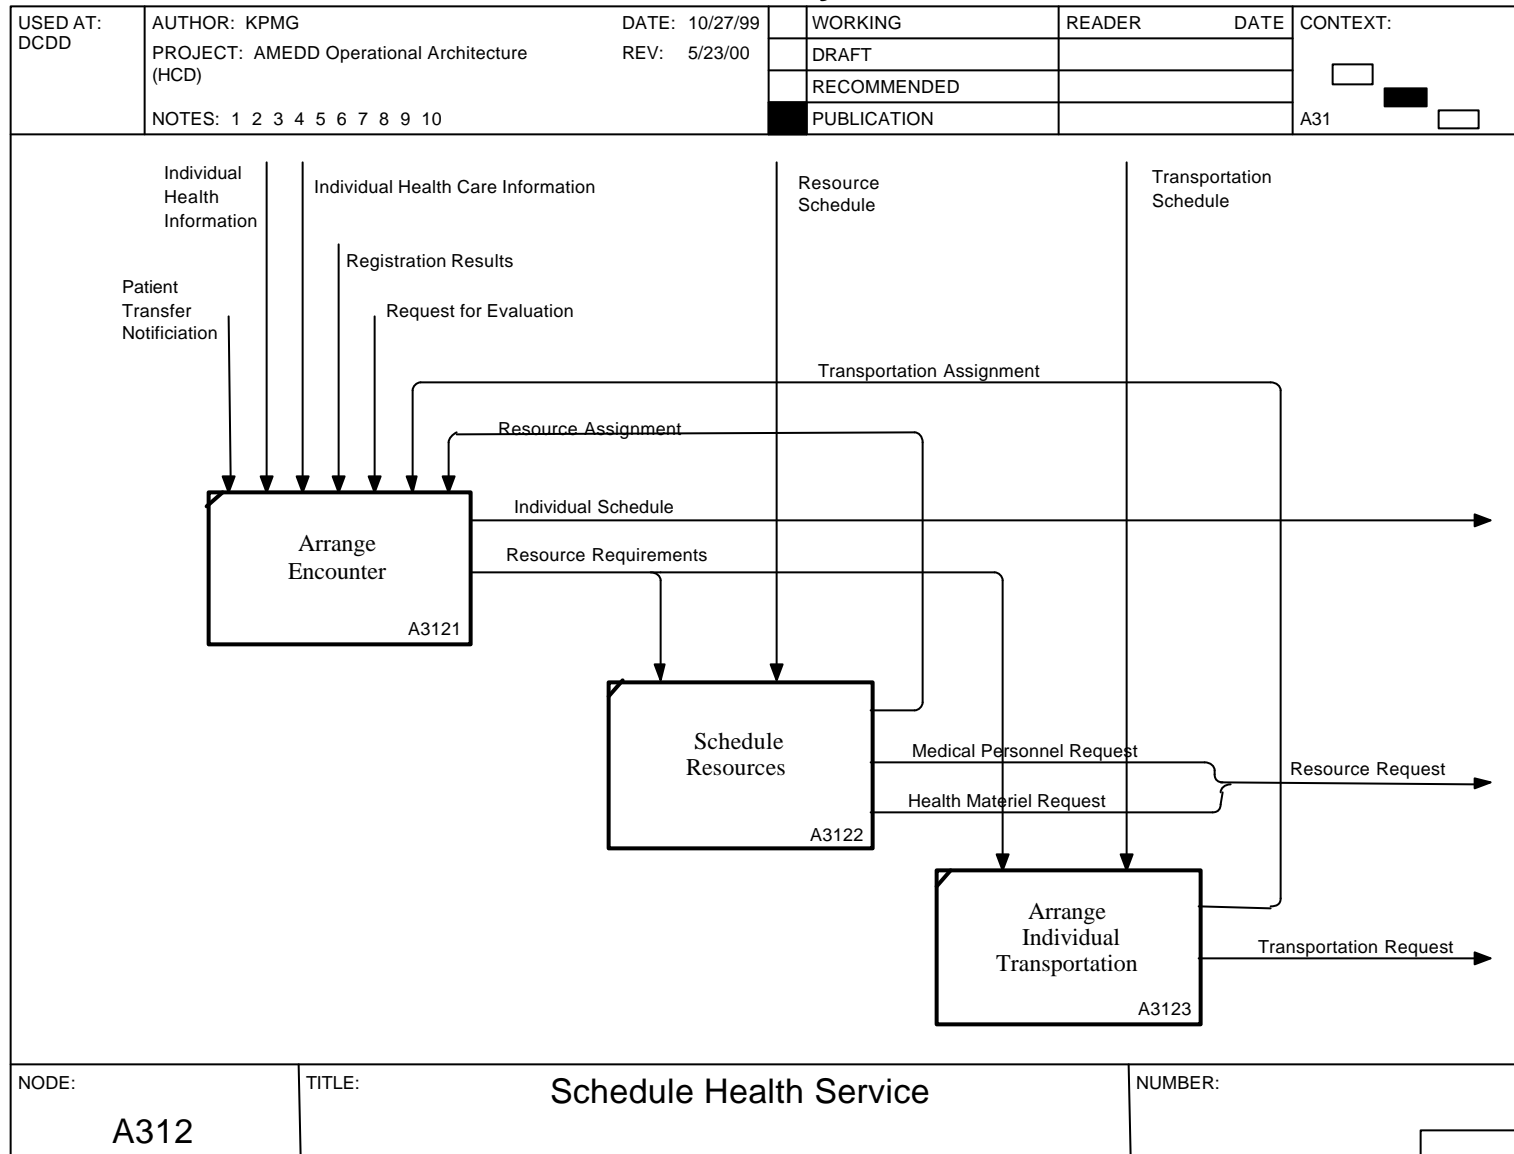 USED AT:
DCDD
AUTHOR: KPMG
DATE: 10/27/99
PROJECT: AMEDD Operational Architecture
(HCD)
REV: 5/23/00
NOTES: 1 2 3 4 5 6 7 8 9 10
WORKING
DRAFT
RECOMMENDED
PUBLICATION
READER DATE
CONTEXT:
A31
Individual
Health
Information
Individual Health Care Information
Resource
Schedule
Transportation
Schedule
Registration Results
Patient
Transfer
Notificiation
Request for Evaluation
Transportation Assignment
Resource Assignment
Individual Schedule
Arrange
Encounter
A3121
Resource Requirements
Schedule
Resources
A3122
Medical Personnel Request
Health Materiel Request
Resource Request
Arrange
Individual
Transportation
A3123
Transportation Request
NODE:
A312
TITLE:
Schedule Health Service
NUMBER: